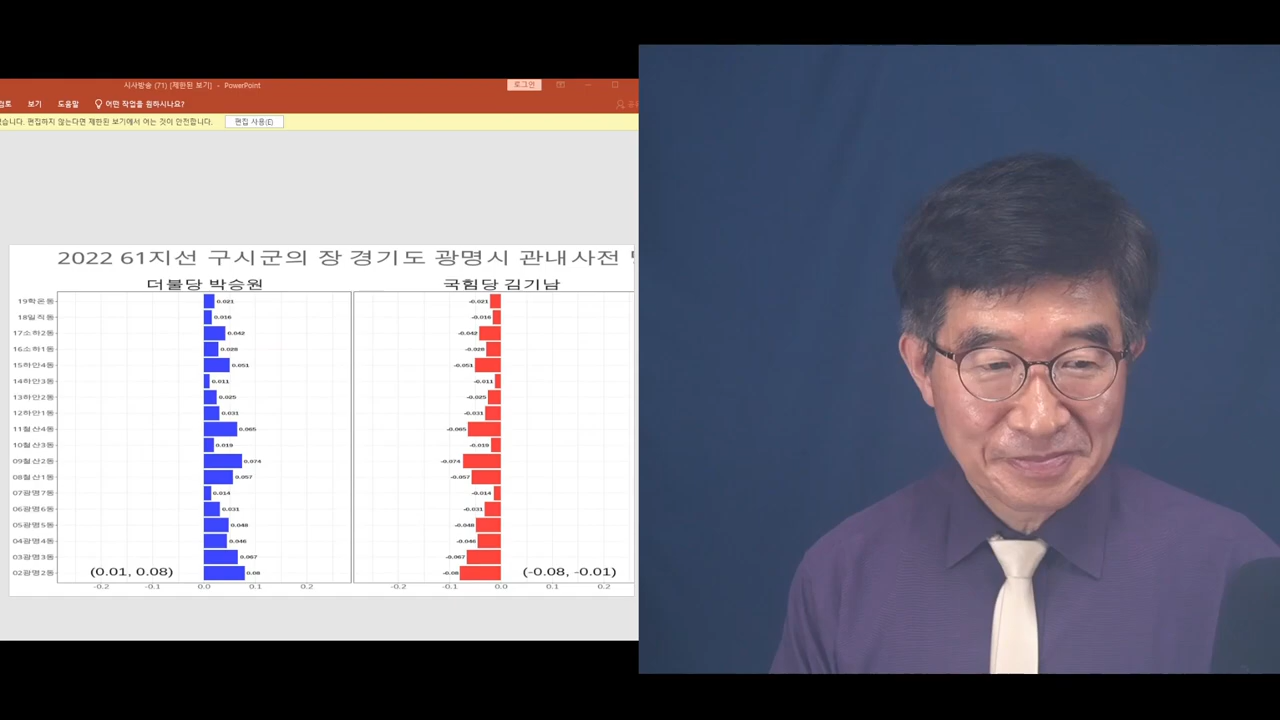 시사방송 (71) [제한된 보기] - PowerPoint
로그인
검토 보기 도움말 어떤 작업을 원하시나요?
편집하지 않는다면 제한된 보기에서 여는 것이 안전합니다. 편집 사용(E)
2022 61지선 구시군의 장 경기도 광명시 관내사전
더불당 박승원 국힘당 김기남
19학온동 0.021 -0.021
18일직동 0.016 -0.016
17소하2동 0.042 -0.042
16소하1동 0.028 -0.028
15하안4동 0.051 -0.051
14하안3동 0.011 -0.011
13하안2동 0.025 -0.025
12하안1동 0.031 -0.031
11철산4동 0.065 -0.065
10철산3동 0.019 -0.019
09철산2동 0.074 -0.074
08철산1동 0.057 -0.057
07광명7동 0.014 -0.014
06광명6동 0.031 -0.031
05광명5동 0.048 -0.048
04광명4동 0.046 -0.046
03광명3동 0.067 -0.067
02광명2동 (0.01, 0.08) 0.08 -0.08 (-0.08, -0.01)
-0.2 -0.1 0.0 0.1 0.2 -0.2 -0.1 0.0 0.1 0.2